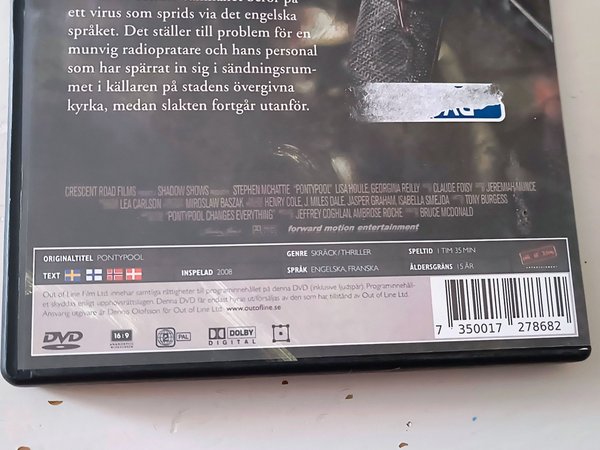 ett virus som sprids via det engelska
språket. Det ställer till problem för en
munvig radiopratare och hans personal
som har spärrat in sig i sändningsrum-
met i källaren på stadens övergivna
kyrka, medan slakten fortgår utanför.
CRESCENT ROAD FILMS SHADOW SHOWS STEPHEN MCHATTIE "PONTYPOOL" LISA HOULE, GEORGINA REILLY CLAUDE FOISY JEREMIAH MUNCE
LEA CARLSON MIROSLAW BASZAK HENRY COLE, J. MILES DALE, JASPER GRAHAM, ISABELLA SMEJDA TONY BURGESS
"PONTYPOOL CHANGES EVERYTHING" JEFFREY COGHLAN, AMBROSE ROCHE BRUCE MCDONALD
forward motion entertainment
ORIGINALTITEL PONTYPOOL GENRE SKRÄCK/THRILLER SPELTID 1 TIM 35 MIN
TEXT INSPELAD 2008 SPRÅK ENGELSKA, FRANSKA ÅLDERSGRÄNS 15 ÅR
Out of Line Film Ltd. innehar samtliga rättigheter till programinnehållet på denna DVD (inklusive ljudspår). Programinnehåll-
et skyddas enligt upphovsrättslagen. Denna DVD får endast hyras ut/försäljas av den som har tillstånd av Out of Line Ltd.
Ansvarig utgivare är Dennis Olofsson för Out of Line Ltd. www.outofline.se
DVD 16:9 2 PAL DOLBY DIGITAL
7 350017 278682